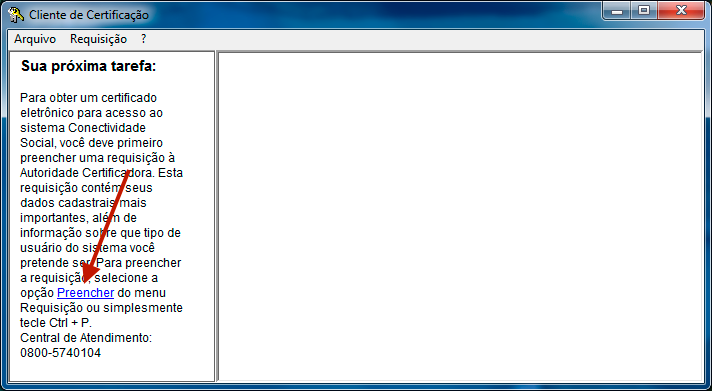 Cliente de Certificação
Arquivo Requisição ?
Sua próxima tarefa:
Para obter um certificado
eletrônico para acesso ao
sistema Conectividade
Social, você deve primeiro
preencher uma requisição à
Autoridade Certificadora. Esta
requisição contém seus
dados cadastrais mais
importantes, além de
informação sobre que tipo de
usuário do sistema você
pretende ser. Para preencher
a requisição, selecione a
opção Preencher do menu
Requisição ou simplesmente
tecle Ctrl + P.
Central de Atendimento:
0800-5740104